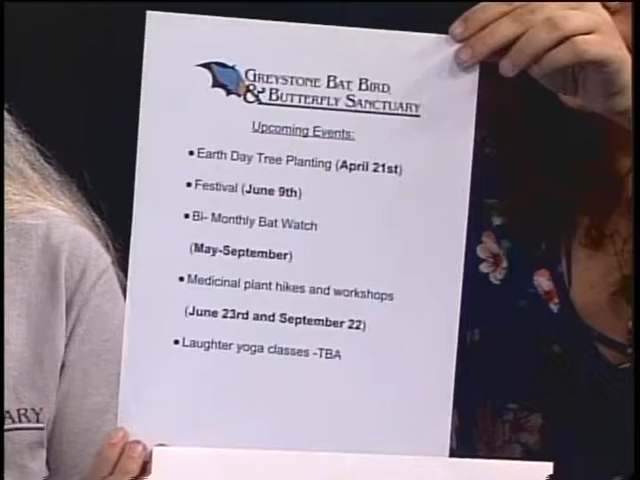 Greystone Bat, Bird,
& Butterfly Sanctuary
Upcoming Events:
• Earth Day Tree Planting (April 21st)
• Festival (June 9th)
• Bi- Monthly Bat Watch
(May-September)
• Medicinal plant hikes and workshops
(June 23rd and September 22)
• Laughter yoga classes -TBA
ARY